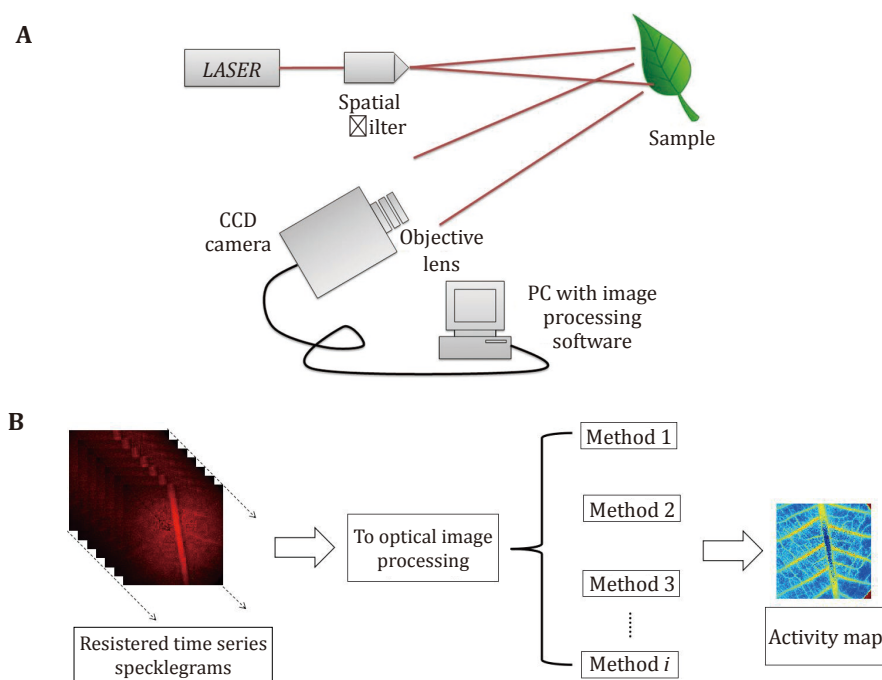 A
LASER
Spatial
☒ilter
Sample
CCD
camera
Objective
lens
PC with image
processing
software
B
Method 1
Method 2
To optical image
processing
Method 3
Method i
Resistered time series
specklegrams
Activity map